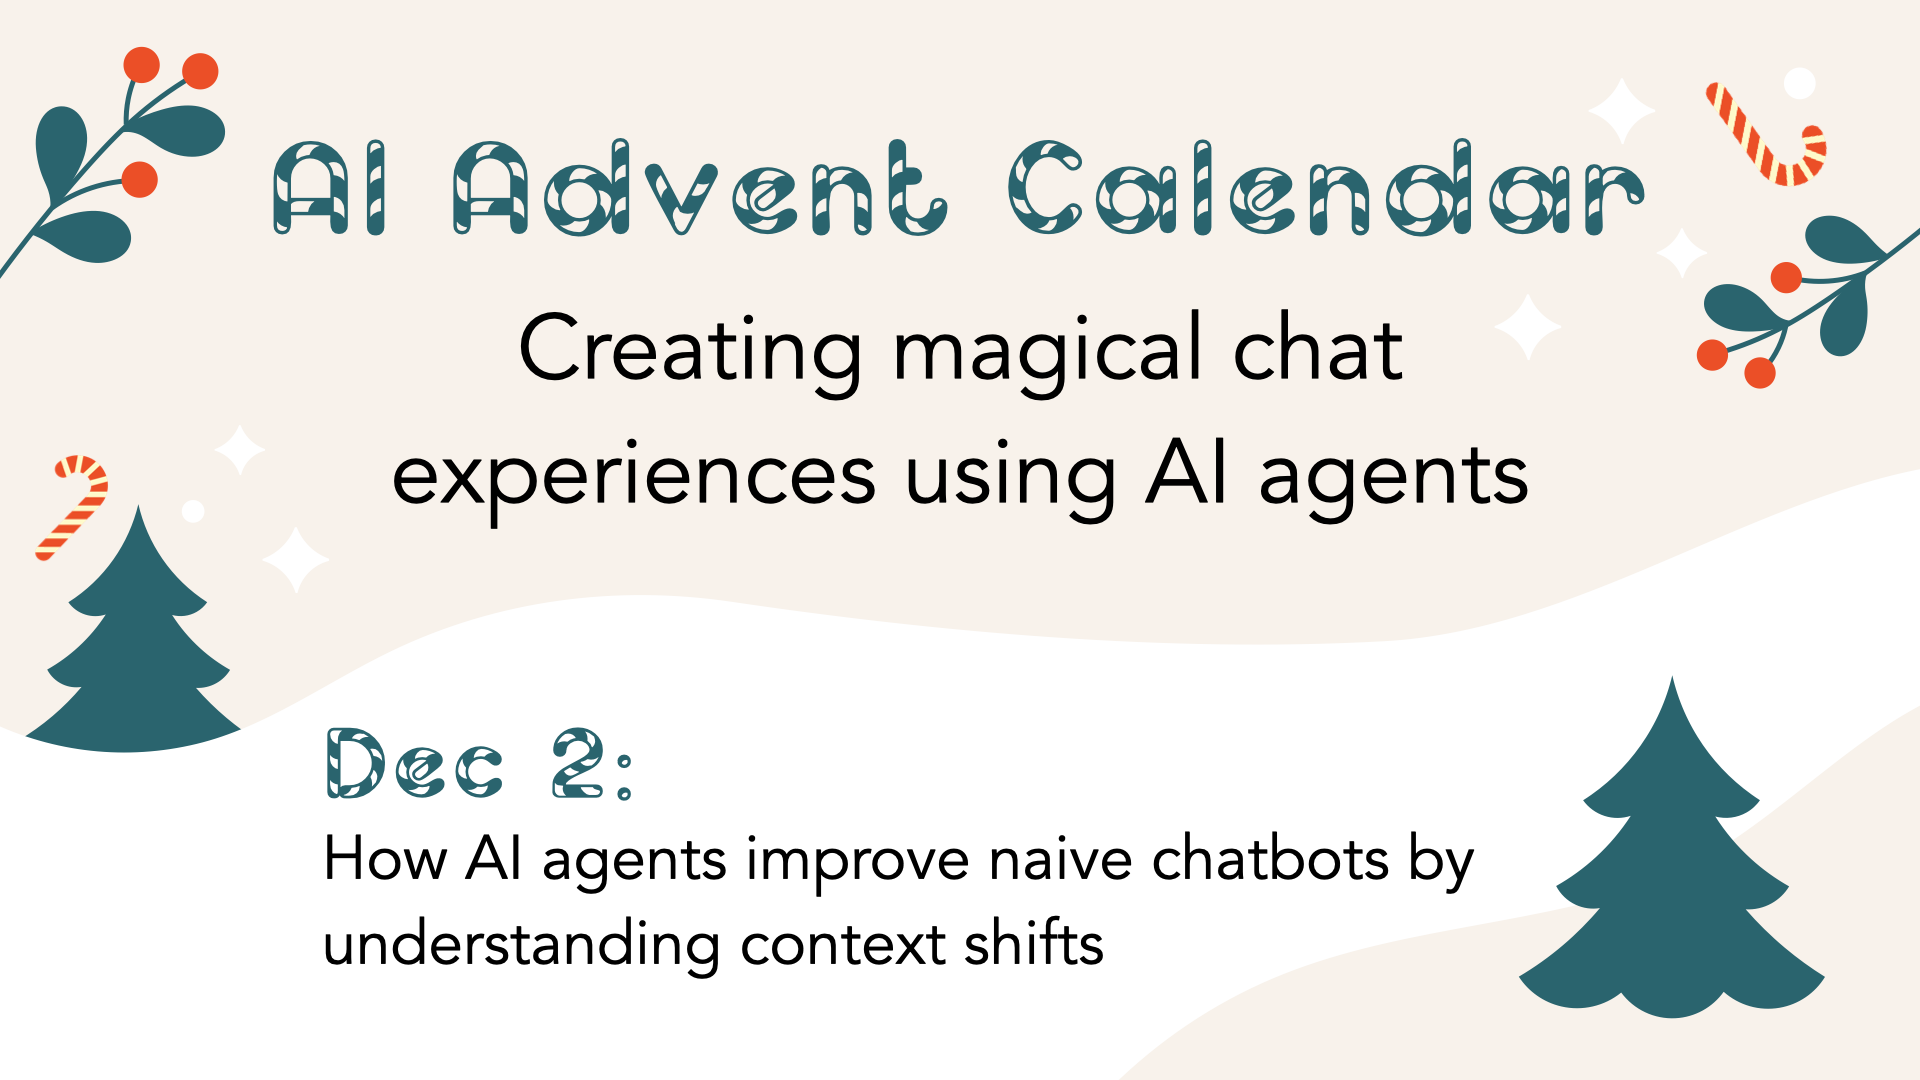 AI Advent Calendar
Creating magical chat
experiences using AI agents
Dec 2:
How AI agents improve naive chatbots by
understanding context shifts